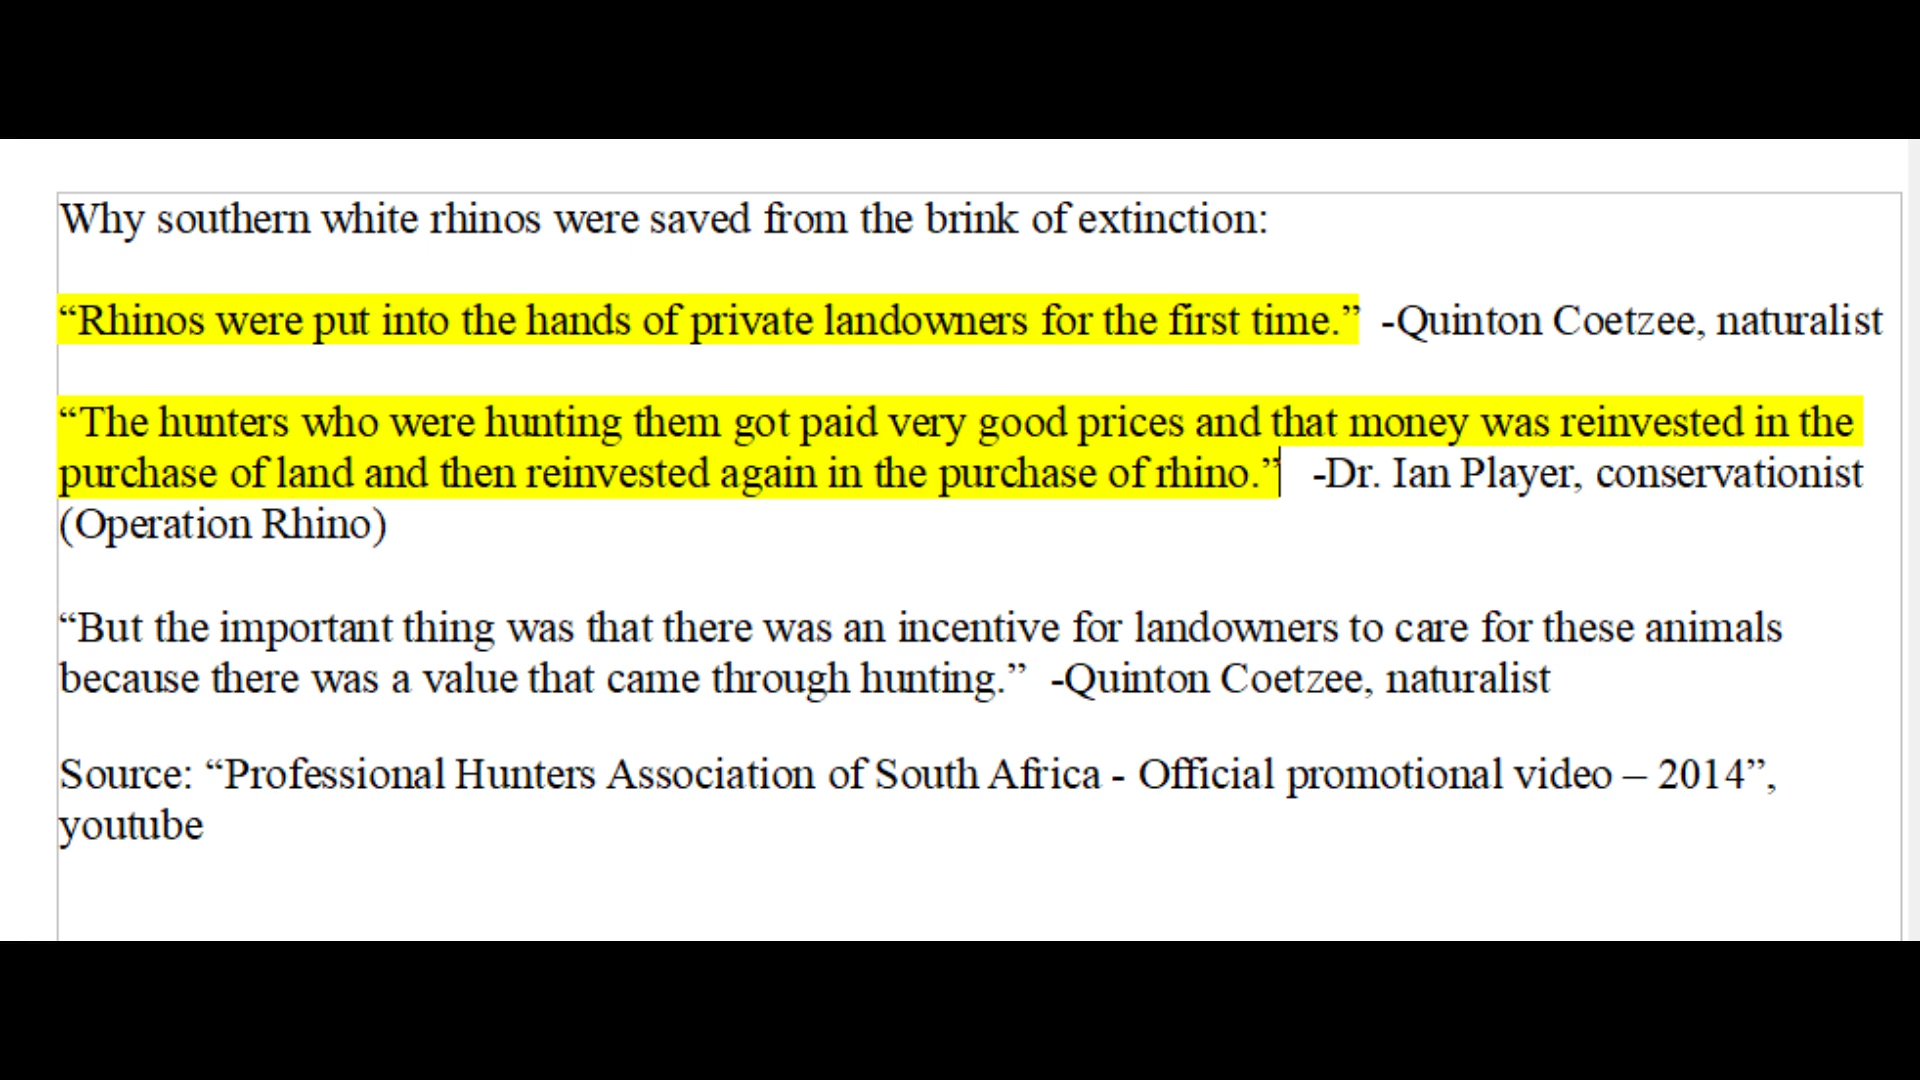 Why southern white rhinos were saved from the brink of extinction:
“Rhinos were put into the hands of private landowners for the first time.”  -Quinton Coetzee, naturalist
“The hunters who were hunting them got paid very good prices and that money was reinvested in the
purchase of land and then reinvested again in the purchase of rhino.”  -Dr. Ian Player, conservationist
(Operation Rhino)
“But the important thing was that there was an incentive for landowners to care for these animals
because there was a value that came through hunting.”  -Quinton Coetzee, naturalist
Source: “Professional Hunters Association of South Africa - Official promotional video – 2014”,
youtube